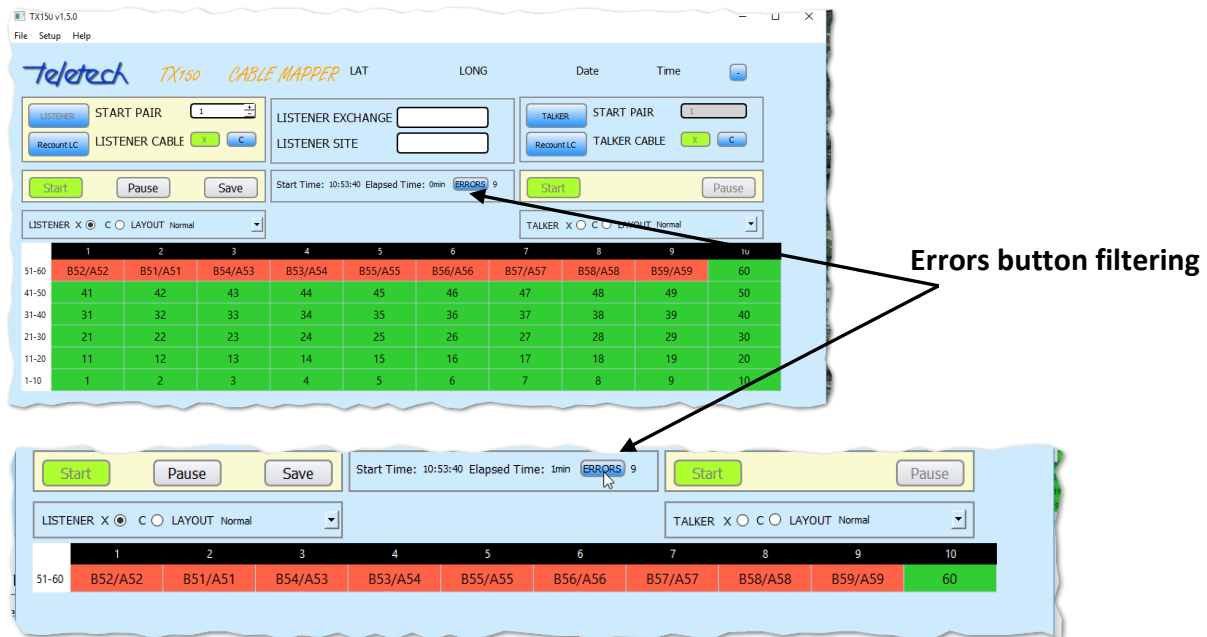 TX150 v1.5.0
File Setup Help
Teletech TX150 CABLE MAPPER LAT LONG Date Time -
LISTENER START PAIR 1
Recount LC LISTENER CABLE X C
LISTENER EXCHANGE
LISTENER SITE
TALKER START PAIR 1
Recount LC TALKER CABLE X C
Start Pause Save
Start Time: 10:53:40 Elapsed Time: 0min ERRORS 9
Start Pause
LISTENER X C LAYOUT Normal
TALKER X C LAYOUT Normal
1 2 3 4 5 6 7 8 9 10
51-60 B52/A52 B51/A51 B54/A53 B53/A54 B55/A55 B56/A56 B57/A57 B58/A58 B59/A59 60
41-50 41 42 43 44 45 46 47 48 49 50
31-40 31 32 33 34 35 36 37 38 39 40
21-30 21 22 23 24 25 26 27 28 29 30
11-20 11 12 13 14 15 16 17 18 19 20
1-10 1 2 3 4 5 6 7 8 9 10
Errors button filtering
Start Pause Save
Start Time: 10:53:40 Elapsed Time: 1min ERRORS 9
Start Pause
LISTENER X C LAYOUT Normal
TALKER X C LAYOUT Normal
1 2 3 4 5 6 7 8 9 10
51-60 B52/A52 B51/A51 B54/A53 B53/A54 B55/A55 B56/A56 B57/A57 B58/A58 B59/A59 60